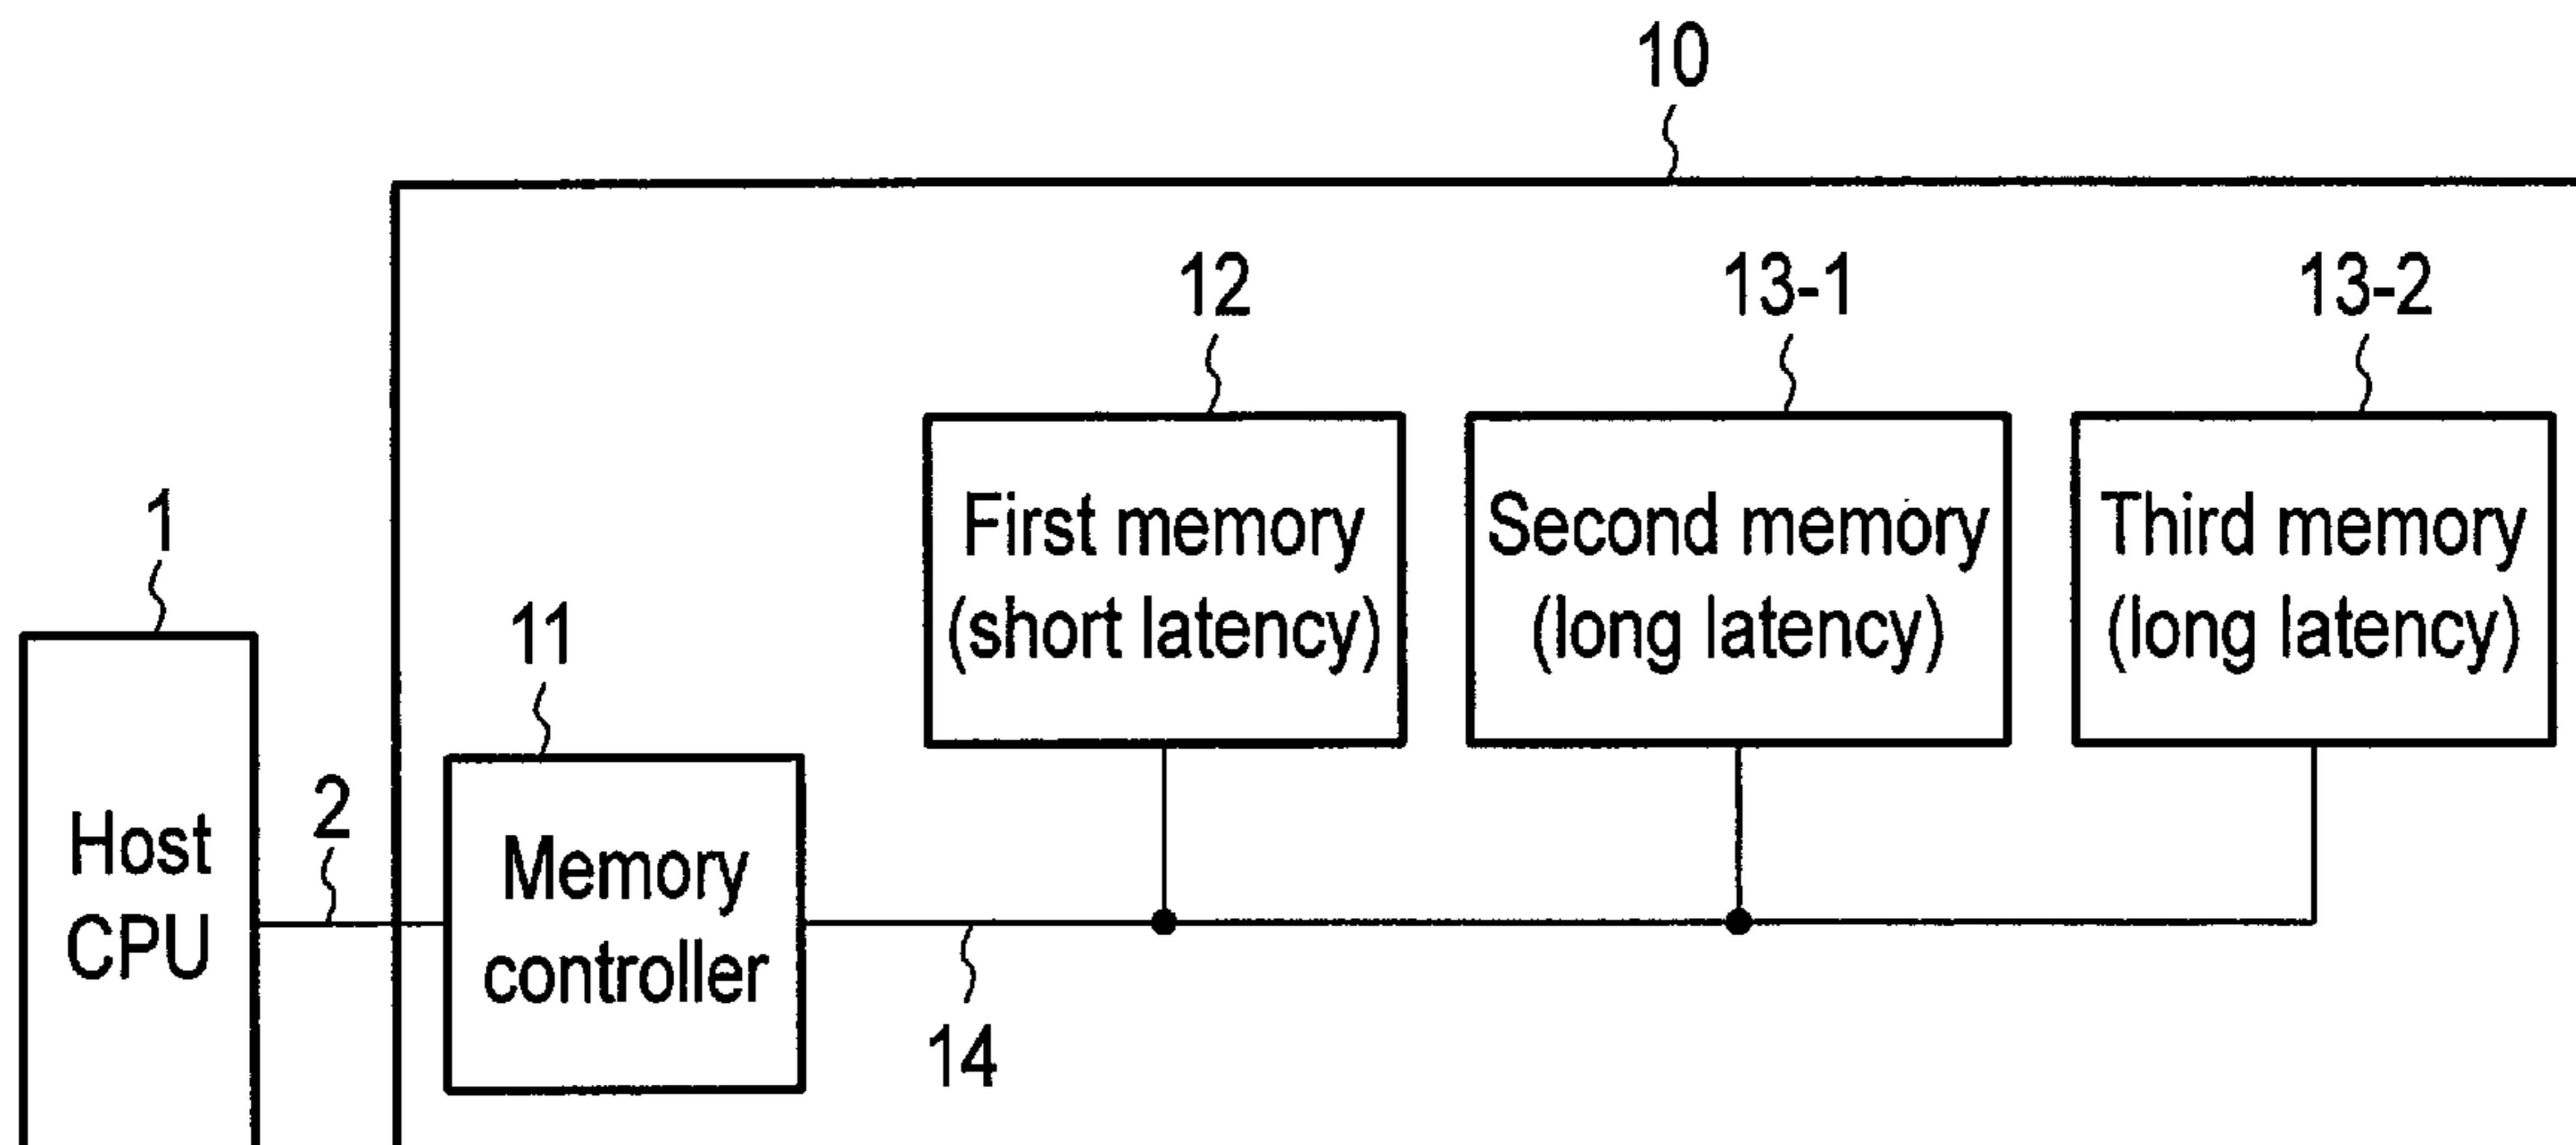 10
12
13-1
13-2
First memory
(short latency)
Second memory
(long latency)
Third memory
(long latency)
1
11
2
Host
CPU
Memory
controller
14